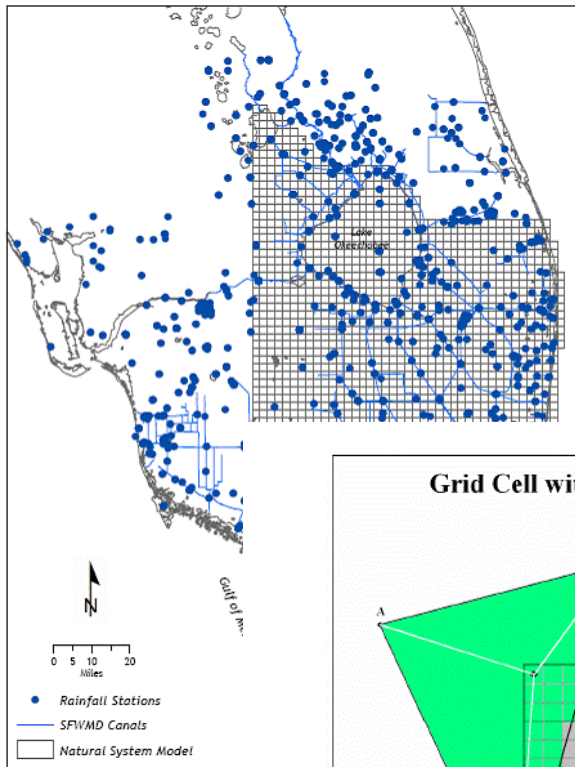 Lake
Okeechobee
Grid Cell wit
A
Gulf of
N
0 5 10 20
Miles
Rainfall Stations
SFWMD Canals
Natural System Model